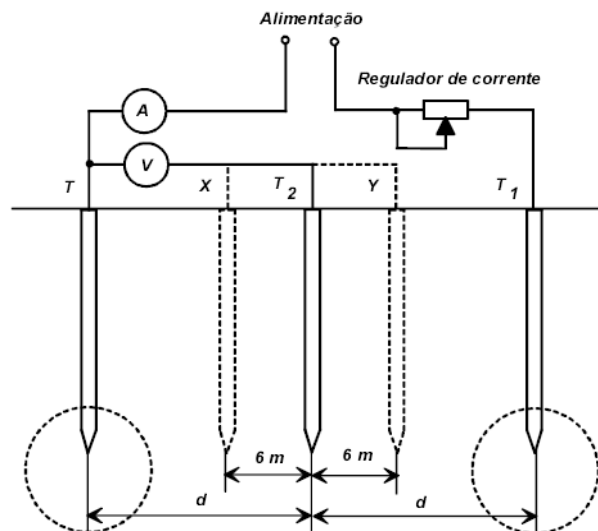 Alimentação
Regulador de corrente
A
V
T
X
T2
Y
T1
6 m
6 m
d
d